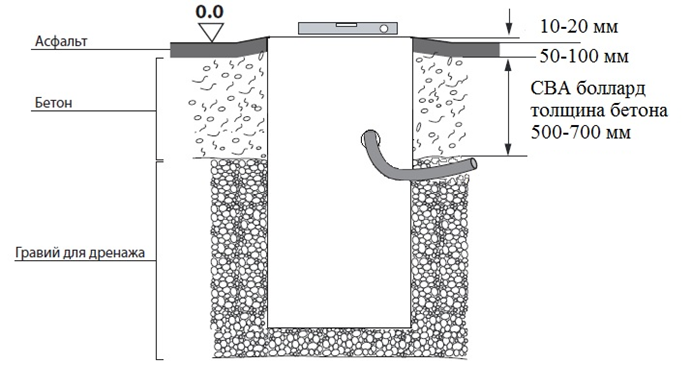 0.0
10-20 мм
Асфальт
50-100 мм
СВА боллард
толщина бетона
500-700 мм
Бетон
Гравий для дренажа